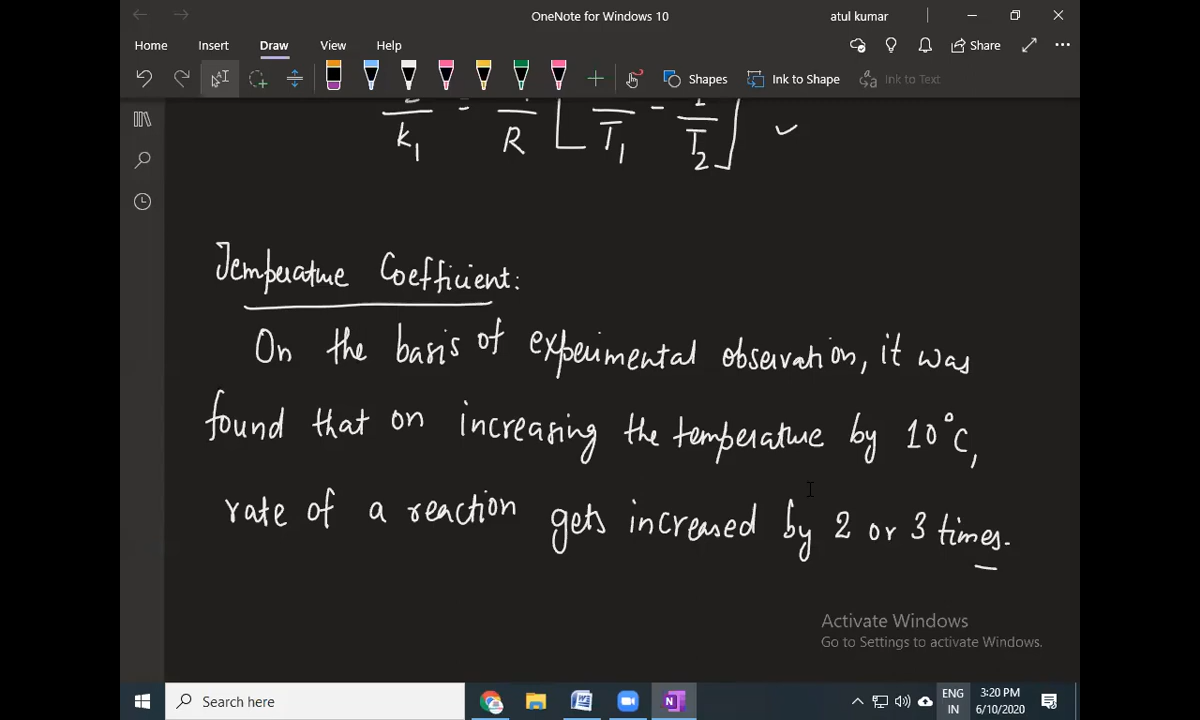 OneNote for Windows 10
atul kumar
Home Insert Draw View Help
Share
Shapes Ink to Shape Ink to Text
k1 = R [ T1 - 1 T2 ]
Temperature Coefficient:
On the basis of experimental observation, it was
found that on increasing the temperature by 10°C,
rate of a reaction gets increased by 2 or 3 times.
Activate Windows
Go to Settings to activate Windows.
Search here
ENG
IN
3:20 PM
6/10/2020